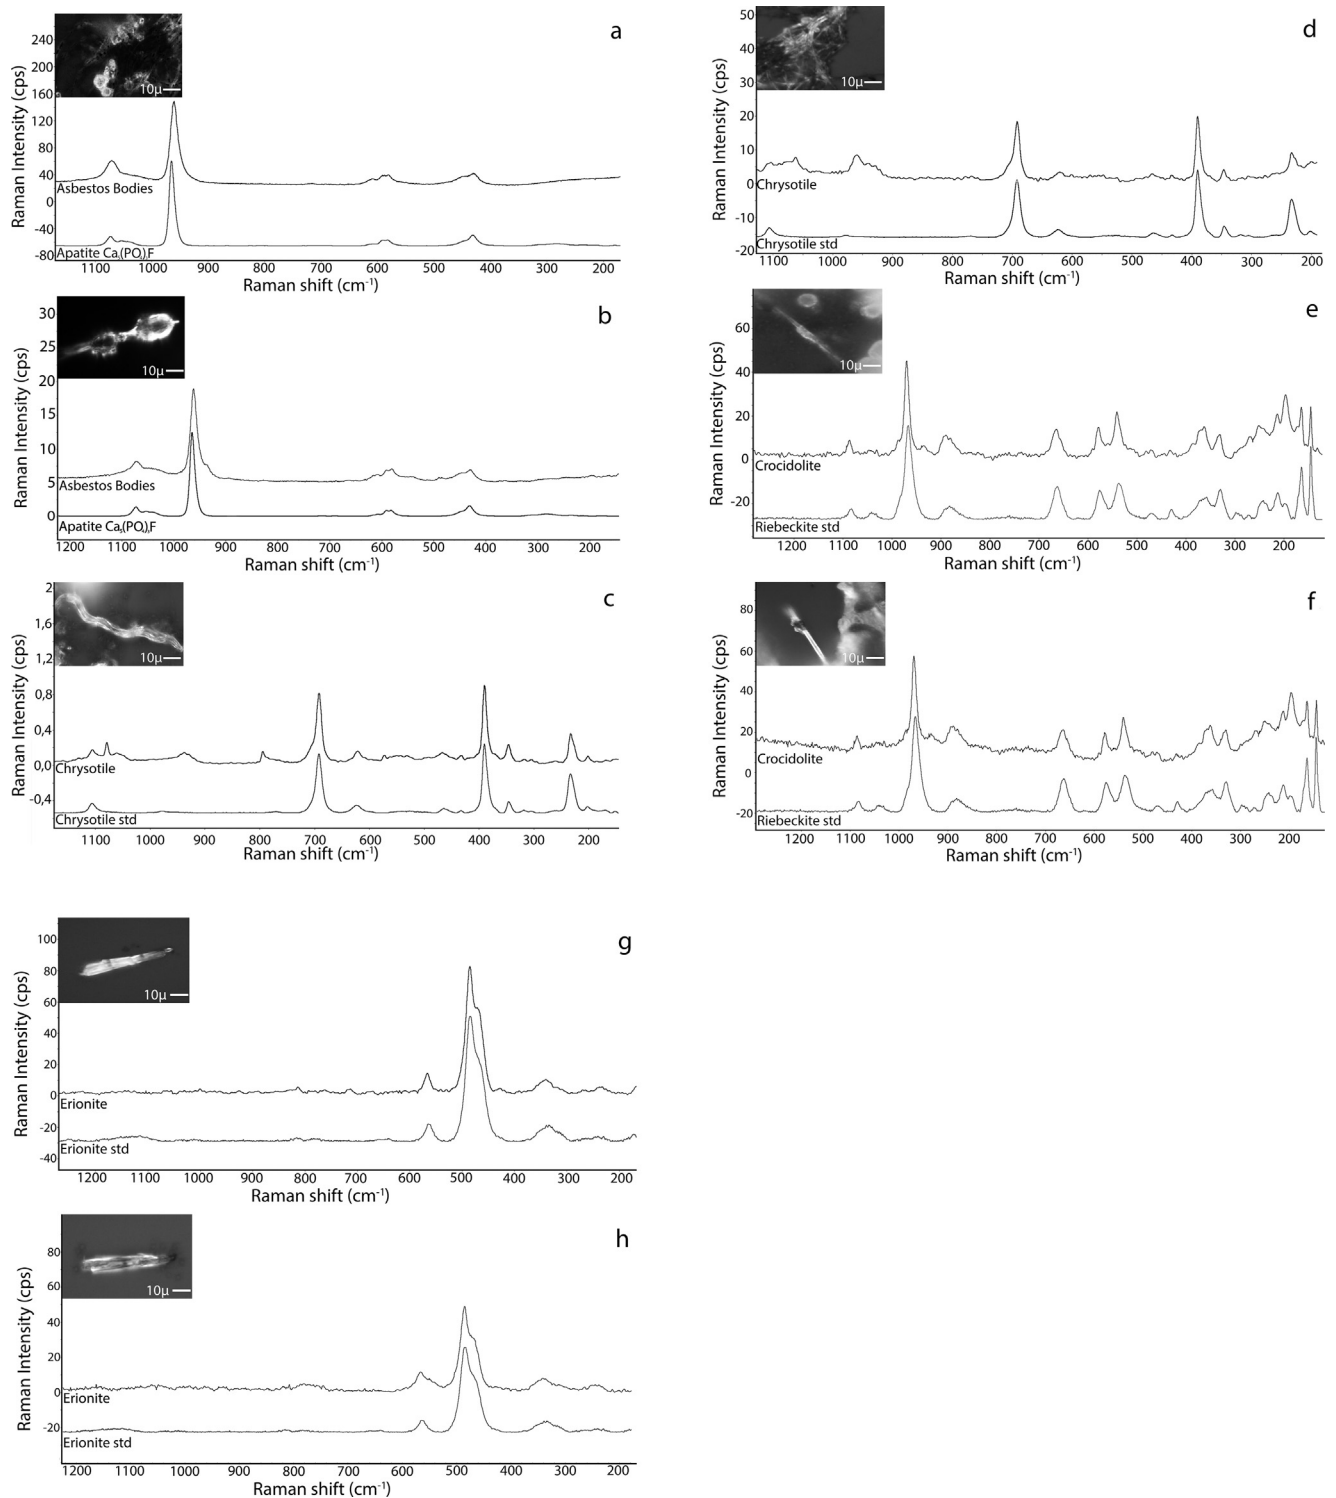 a
Raman Intensity (cps)
240
200
160
120
80
40
0
-40
-80
10µ
Asbestos Bodies
Apatite Ca₅(PO₄)₃F
1100 1000 900 800 700 600 500 400 300 200
Raman shift (cm⁻¹)
b
Raman Intensity (cps)
30
25
20
15
10
5
0
10µ
Asbestos Bodies
Apatite Ca₅(PO₄)₃F
1200 1100 1000 900 800 700 600 500 400 300 200
Raman shift (cm⁻¹)
c
Raman Intensity (cps)
2
1,6
1,2
0,8
0,4
0,0
-0,4
10µ
Chrysotile
Chrysotile std
1100 1000 900 800 700 600 500 400 300 200
Raman shift (cm⁻¹)
d
Raman Intensity (cps)
50
40
30
20
10
0
-10
-20
10µ
Chrysotile
Chrysotile std
1100 1000 900 800 700 600 500 400 300 200
Raman shift (cm⁻¹)
e
Raman Intensity (cps)
60
40
20
0
-20
10µ
Crocidolite
Riebeckite std
1200 1100 1000 900 800 700 600 500 400 300 200
Raman shift (cm⁻¹)
f
Raman Intensity (cps)
80
60
40
20
0
-20
10µ
Crocidolite
Riebeckite std
1200 1100 1000 900 800 700 600 500 400 300 200
Raman shift (cm⁻¹)
g
Raman Intensity (cps)
100
80
60
40
20
0
-20
-40
10µ
Erionite
Erionite std
1200 1100 1000 900 800 700 600 500 400 300 200
Raman shift (cm⁻¹)
h
Raman Intensity (cps)
80
60
40
20
0
-20
10µ
Erionite
Erionite std
1200 1100 1000 900 800 700 600 500 400 300 200
Raman shift (cm⁻¹)